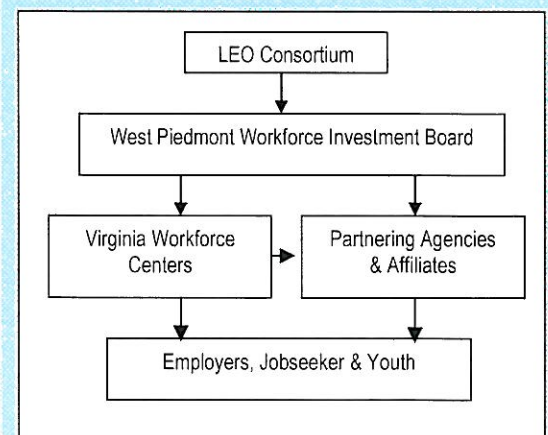 LEO Consortium
West Piedmont Workforce Investment Board
Virginia Workforce
Centers
Partnering Agencies
& Affiliates
Employers, Jobseeker & Youth